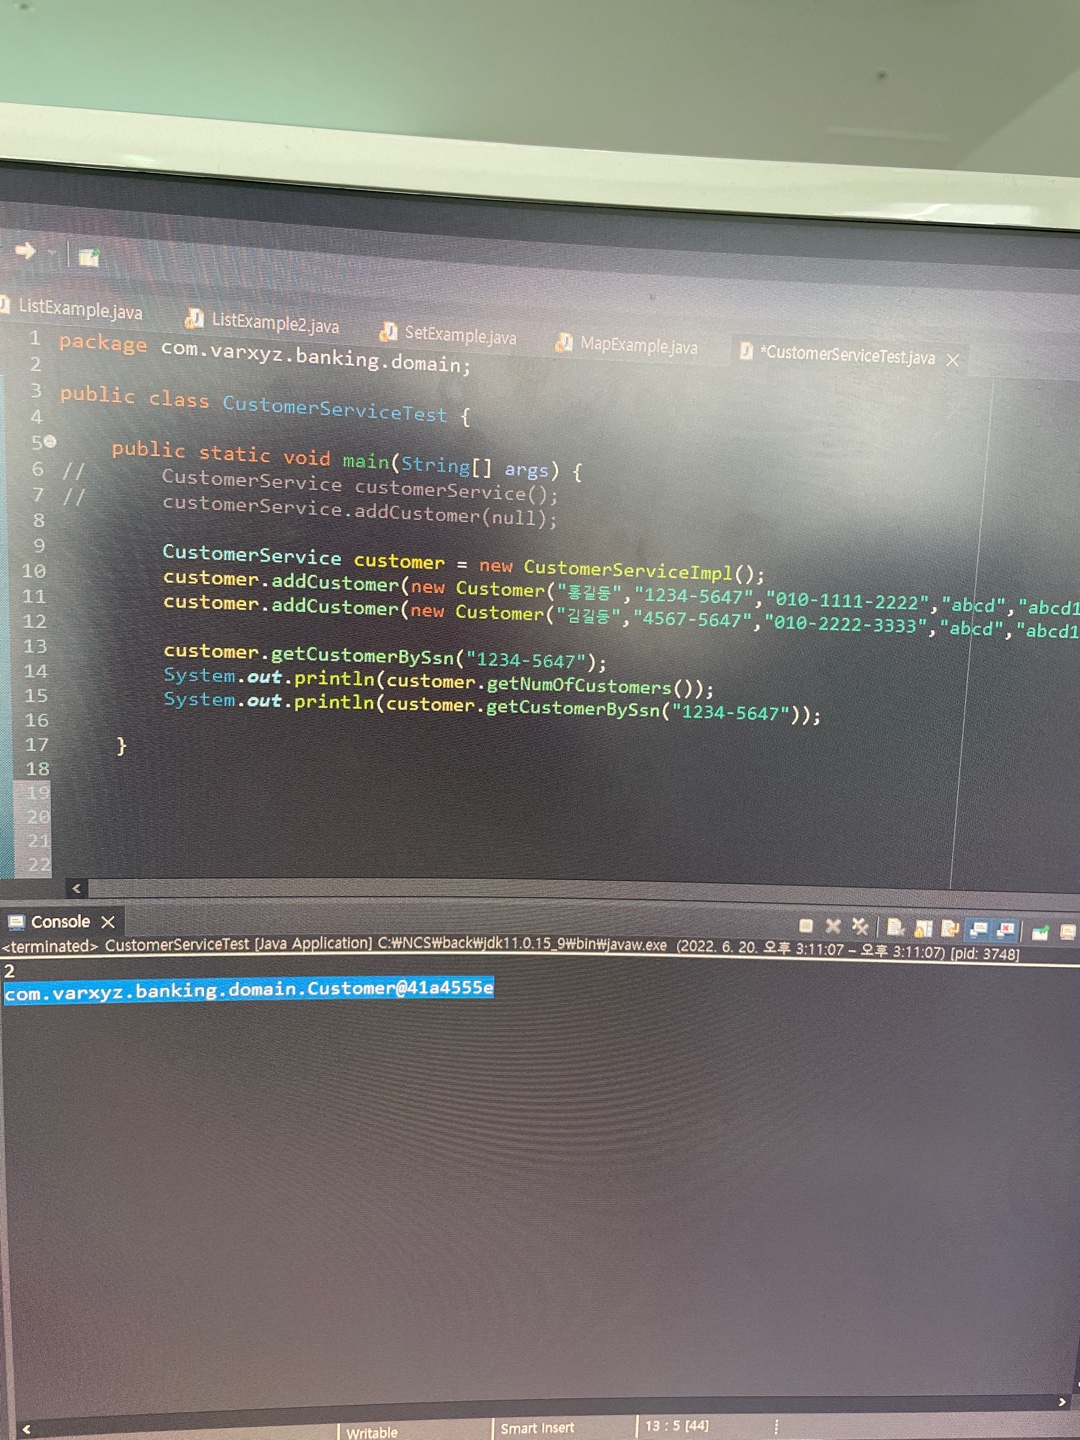 ListExample.java ListExample2.java SetExample.java MapExample.java *CustomerServiceTest.java
1 package com.varxyz.banking.domain;
2
3 public class CustomerServiceTest {
4
5 public static void main(String[] args) {
6 // CustomerService customerService();
7 // customerService.addCustomer(null);
8
9 CustomerService customer = new CustomerServiceImpl();
10 customer.addCustomer(new Customer("홍길동","1234-5647","010-1111-2222","abcd","abcd1
11 customer.addCustomer(new Customer("김길동","4567-5647","010-2222-3333","abcd","abcd1
12
13 customer.getCustomerBySsn("1234-5647");
14 System.out.println(customer.getNumOfCustomers());
15 System.out.println(customer.getCustomerBySsn("1234-5647"));
16
17 }
18
19
20
21
22
Console
<terminated> CustomerServiceTest [Java Application] C:₩NCS₩back₩jdk11.0.15_9₩bin₩javaw.exe (2022. 6. 20. 오후 3:11:07 – 오후 3:11:07) [pid: 3748]
2
com.varxyz.banking.domain.Customer@41a4555e
Writable Smart Insert 13 : 5 [44]